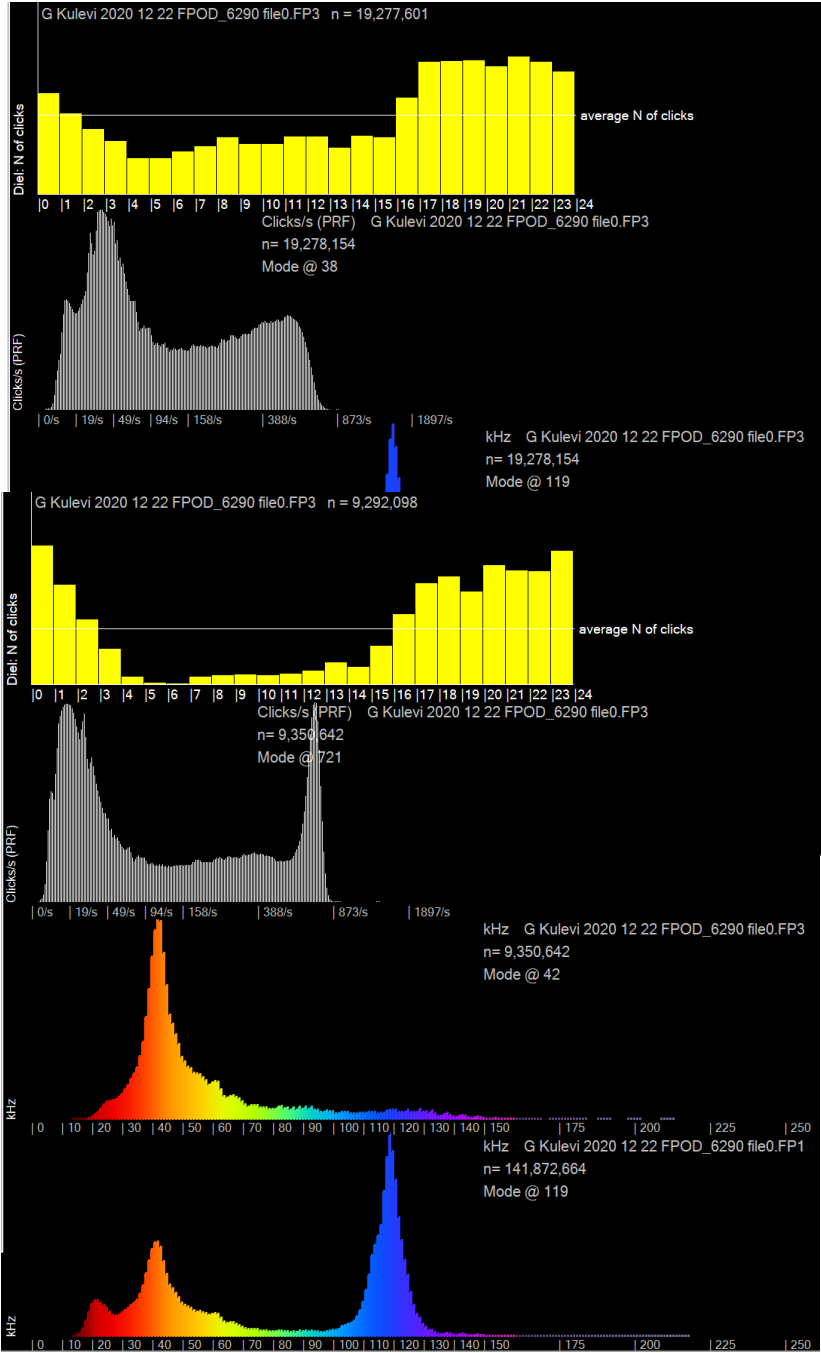 G Kulevi 2020 12 22 FPOD_6290 file0.FP3 n = 19,277,601
Diel: N of clicks
average N of clicks
|0 |1 |2 |3 |4 |5 |6 |7 |8 |9 |10 |11 |12 |13 |14 |15 |16 |17 |18 |19 |20 |21 |22 |23 |24
Clicks/s (PRF) G Kulevi 2020 12 22 FPOD_6290 file0.FP3
n= 19,278,154
Mode @ 38
Clicks/s (PRF)
|0/s |19/s |49/s |94/s |158/s |388/s |873/s |1897/s
kHz G Kulevi 2020 12 22 FPOD_6290 file0.FP3
n= 19,278,154
Mode @ 119
G Kulevi 2020 12 22 FPOD_6290 file0.FP3 n = 9,292,098
Diel: N of clicks
average N of clicks
|0 |1 |2 |3 |4 |5 |6 |7 |8 |9 |10 |11 |12 |13 |14 |15 |16 |17 |18 |19 |20 |21 |22 |23 |24
Clicks/s (PRF) G Kulevi 2020 12 22 FPOD_6290 file0.FP3
n= 9,350,642
Mode @ 721
Clicks/s (PRF)
|0/s |19/s |49/s |94/s |158/s |388/s |873/s |1897/s
kHz G Kulevi 2020 12 22 FPOD_6290 file0.FP3
n= 9,350,642
Mode @ 42
kHz
|0 |10 |20 |30 |40 |50 |60 |70 |80 |90 |100 |110 |120 |130 |140 |150 |175 |200 |225 |250
kHz G Kulevi 2020 12 22 FPOD_6290 file0.FP1
n= 141,872,664
Mode @ 119
kHz
|0 |10 |20 |30 |40 |50 |60 |70 |80 |90 |100 |110 |120 |130 |140 |150 |175 |200 |225 |250